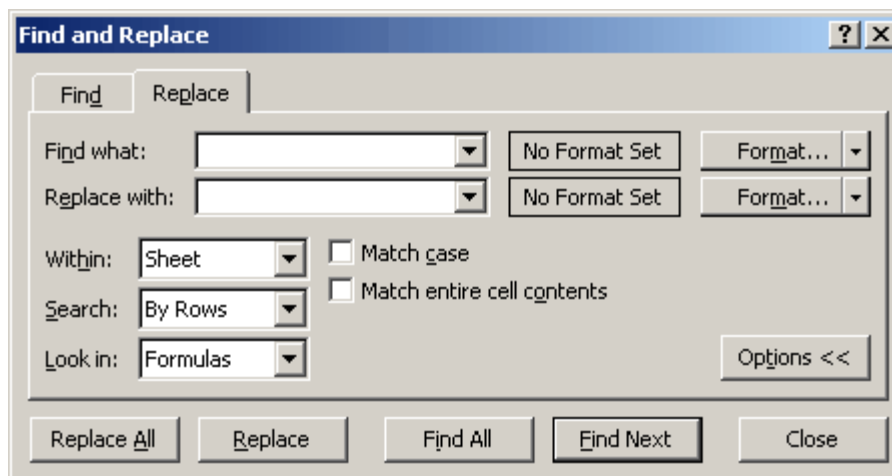 Find and Replace ? X
Find Replace
Find what: No Format Set Format...
Replace with: No Format Set Format...
Within: Sheet Match case
Match entire cell contents
Search: By Rows
Look in: Formulas Options <<
Replace All Replace Find All Find Next Close